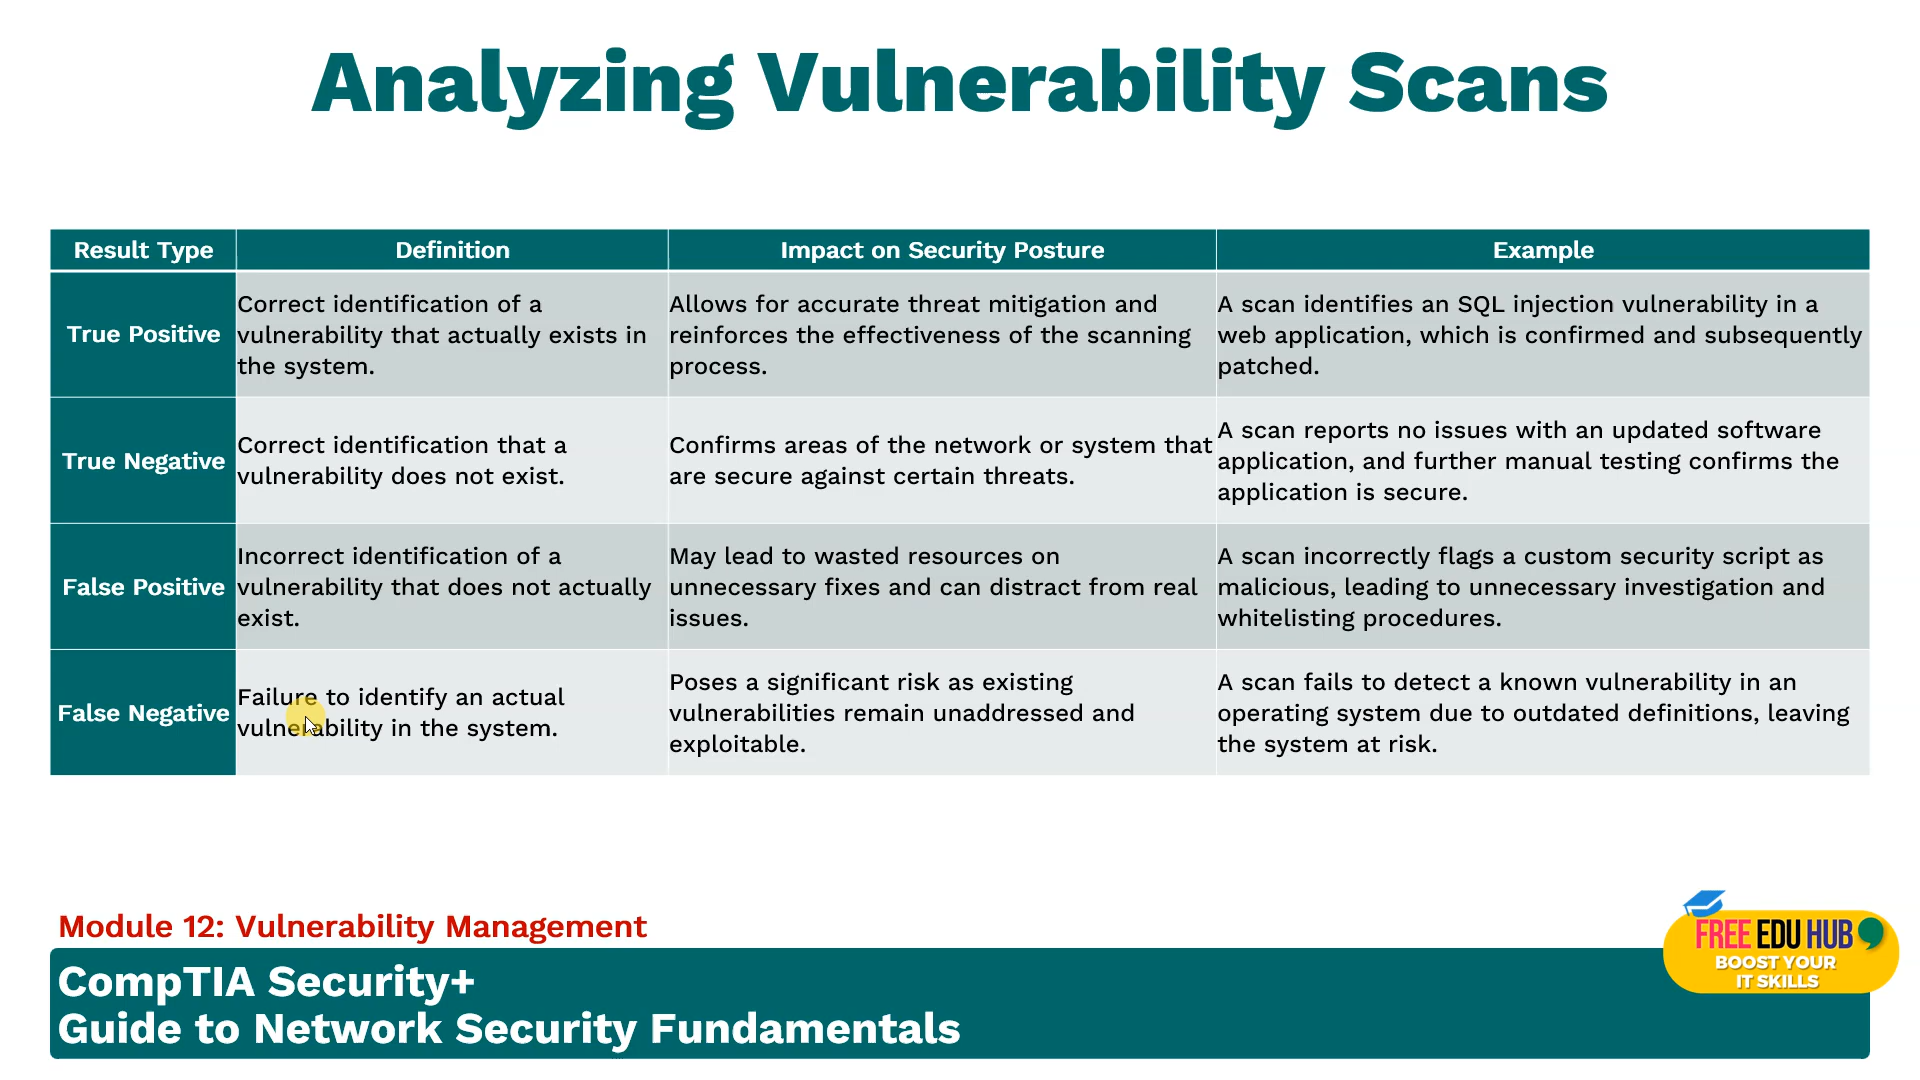 Analyzing Vulnerability Scans
Result Type
Definition
Impact on Security Posture
Example
True Positive
Correct identification of a
vulnerability that actually exists in
the system.
Allows for accurate threat mitigation and
reinforces the effectiveness of the scanning
process.
A scan identifies an SQL injection vulnerability in a
web application, which is confirmed and subsequently
patched.
True Negative
Correct identification that a
vulnerability does not exist.
Confirms areas of the network or system that
are secure against certain threats.
A scan reports no issues with an updated software
application, and further manual testing confirms the
application is secure.
False Positive
Incorrect identification of a
vulnerability that does not actually
exist.
May lead to wasted resources on
unnecessary fixes and can distract from real
issues.
A scan incorrectly flags a custom security script as
malicious, leading to unnecessary investigation and
whitelisting procedures.
False Negative
Failure to identify an actual
vulnerability in the system.
Poses a significant risk as existing
vulnerabilities remain unaddressed and
exploitable.
A scan fails to detect a known vulnerability in an
operating system due to outdated definitions, leaving
the system at risk.
Module 12: Vulnerability Management
CompTIA Security+
Guide to Network Security Fundamentals
FREE EDU HUB
BOOST YOUR
IT SKILLS